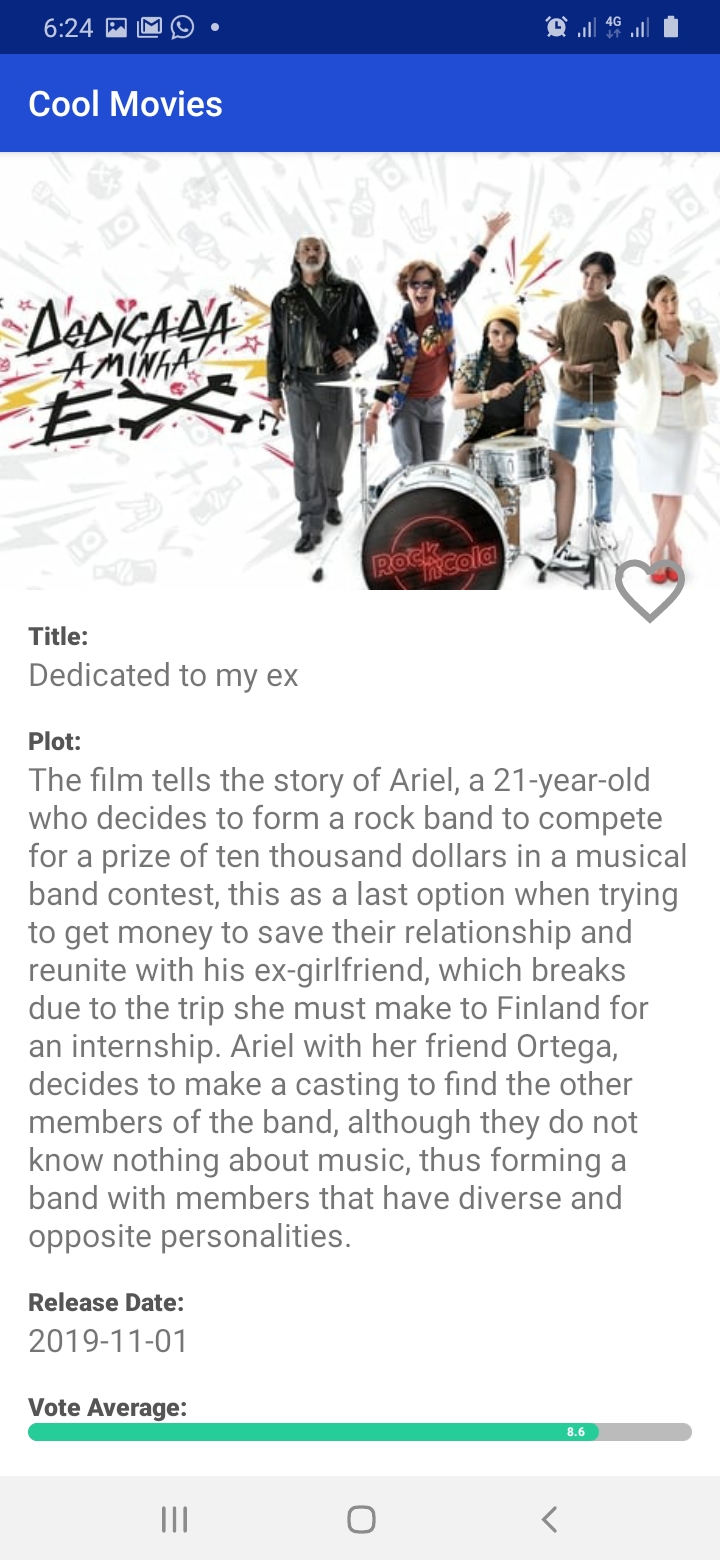 6:24
4G
Cool Movies
DEDICADA
A MINHA
EX
Rock n'Cola
Title:
Dedicated to my ex
Plot:
The film tells the story of Ariel, a 21-year-old
who decides to form a rock band to compete
for a prize of ten thousand dollars in a musical
band contest, this as a last option when trying
to get money to save their relationship and
reunite with his ex-girlfriend, which breaks
due to the trip she must make to Finland for
an internship. Ariel with her friend Ortega,
decides to make a casting to find the other
members of the band, although they do not
know nothing about music, thus forming a
band with members that have diverse and
opposite personalities.
Release Date:
2019-11-01
Vote Average:
8.6